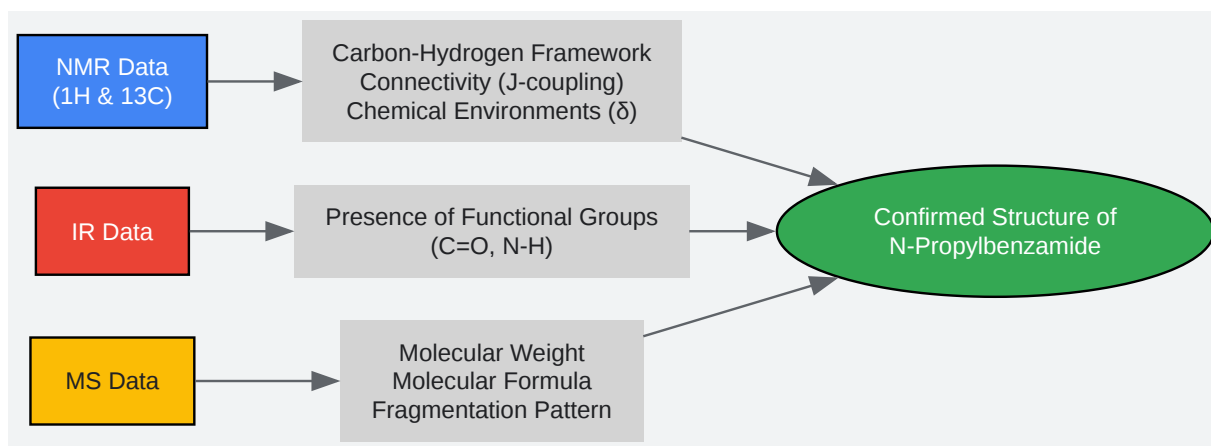 NMR Data
(1H & 13C)
Carbon-Hydrogen Framework
Connectivity (J-coupling)
Chemical Environments (δ)
IR Data
Presence of Functional Groups
(C=O, N-H)
Confirmed Structure of
N-Propylbenzamide
MS Data
Molecular Weight
Molecular Formula
Fragmentation Pattern